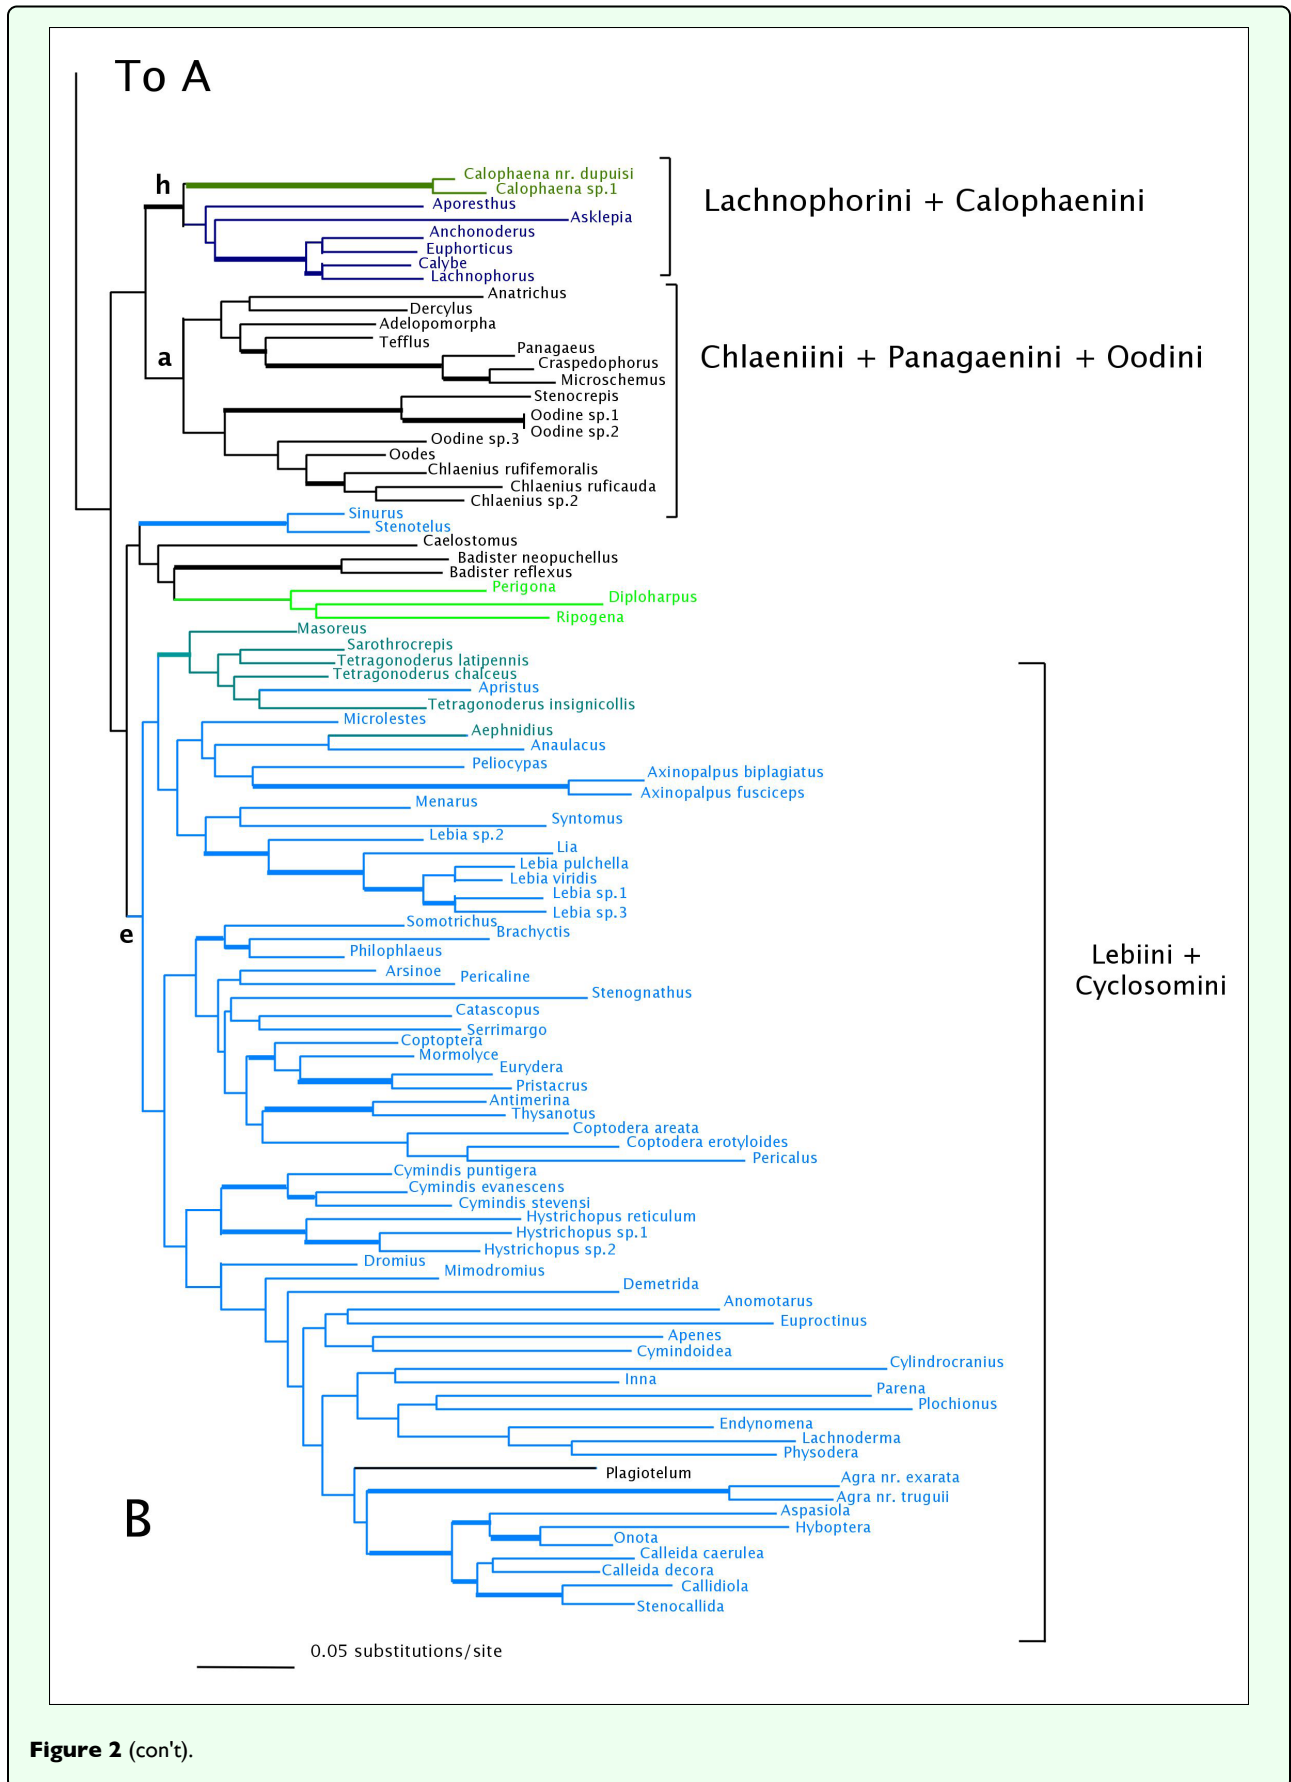 To A
h
Calophaena nr. dupuisi
Calophaena sp.1
Aporesthus
Asklepia
Anchonoderus
Euphorticus
Calybe
Lachnophorus
Lachnophorini + Calophaenini
Anatrichus
Dercylus
Adelopomorpha
a
Tefflus
Panagaeus
Craspedophorus
Microschemus
Chlaeniini + Panagaenini + Oodini
Stenocrepis
Oodine sp.1
Oodine sp.2
Oodine sp.3
Oodes
Chlaenius rufifemoralis
Chlaenius ruficauda
Chlaenius sp.2
Sinurus
Stenotelus
Caelostomus
Badister neopuchellus
Badister reflexus
Perigona
Diploharpus
Ripogena
Masoreus
Sarothrocrepis
Tetragonoderus latipennis
Tetragonoderus chalceus
Apristus
Tetragonoderus insignicollis
Microlestes
Aephnidius
Anaulacus
Peliocypas
Axinopalpus biplagiatus
Axinopalpus fusciceps
Menarus
Syntomus
Lebia sp.2
Lia
Lebia pulchella
Lebia viridis
Lebia sp.1
Lebia sp.3
e
Somotrichus
Brachyctis
Philophlaeus
Lebiini +
Cyclosomini
Arsinoe
Pericaline
Stenognathus
Catascopus
Serrimargo
Coptoptera
Mormolyce
Eurydera
Pristacrus
Antimerina
Thysanotus
Coptodera areata
Coptodera erotyloides
Pericalus
Cymindis puntigera
Cymindis evanescens
Cymindis stevensi
Hystrichopus reticulum
Hystrichopus sp.1
Hystrichopus sp.2
Dromius
Mimodromius
Demetrida
Anomotarus
Euproctinus
Apenes
Cymindoidea
Cylindrocranius
Inna
Parena
Plochionus
Endynomena
Lachnoderma
Physodera
Plagiotelum
Agra nr. exarata
Agra nr. truguii
B
Aspasiola
Hyboptera
Onota
Calleida caerulea
Calleida decora
Callidiola
Stenocallida
0.05 substitutions/site
Figure 2 (con't).